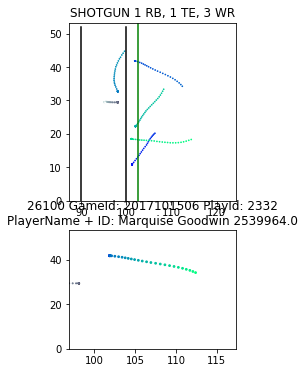 SHOTGUN 1 RB, 1 TE, 3 WR
50
40
30
20
10
0
90 100 110 120
26100 GameId: 2017101506 PlayId: 2332
PlayerName + ID: Marquise Goodwin 2539964.0
40
20
0
100 105 110 115